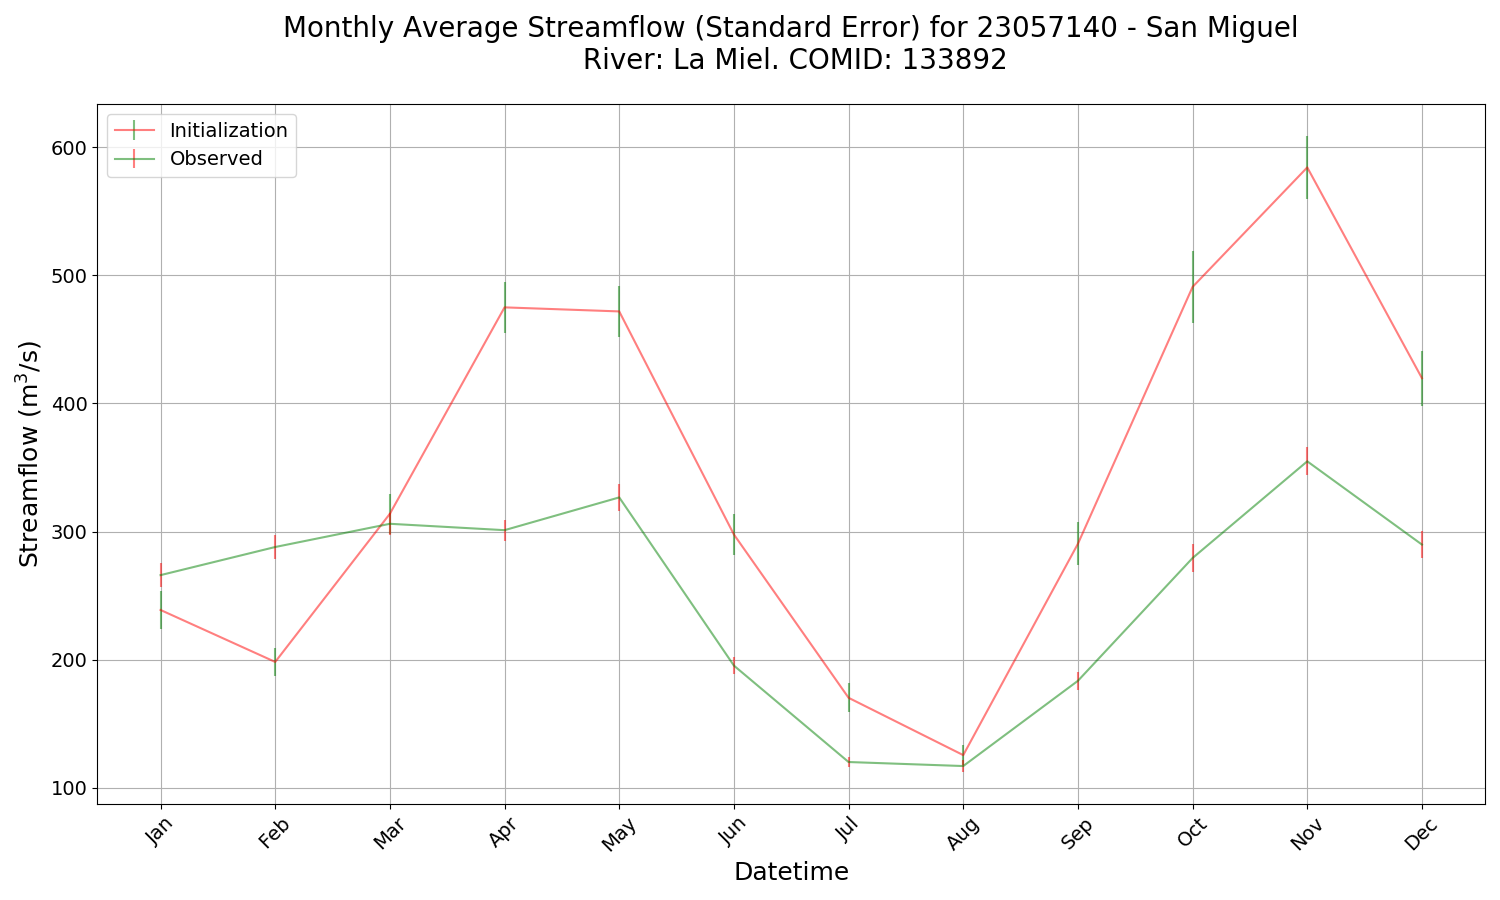 Monthly Average Streamflow (Standard Error) for 23057140 - San Miguel
River: La Miel. COMID: 133892
Initialization
Observed
600
500
400
300
200
100
Streamflow (m³/s)
Jan Feb Mar Apr May Jun Jul Aug Sep Oct Nov Dec
Datetime